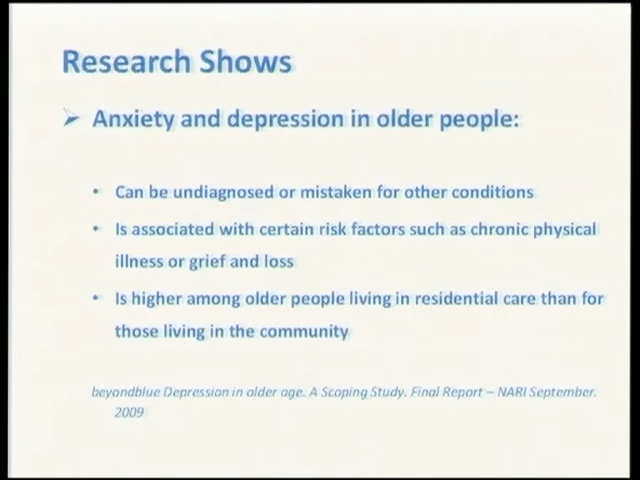 Research Shows
➢ Anxiety and depression in older people:
• Can be undiagnosed or mistaken for other conditions
• Is associated with certain risk factors such as chronic physical
illness or grief and loss
• Is higher among older people living in residential care than for
those living in the community
beyondblue Depression in older age. A Scoping Study. Final Report – NARI September.
2009